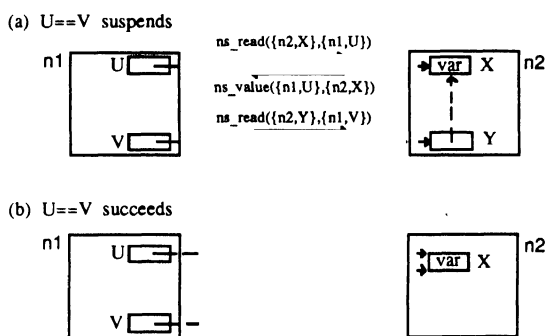 (a) U==V suspends
n1 U ns_read({n2,X},{n1,U}) var X n2
ns_value({n1,U},{n2,X})
V ns_read({n2,Y},{n1,V}) Y
(b) U==V succeeds
n1 U var X n2
V